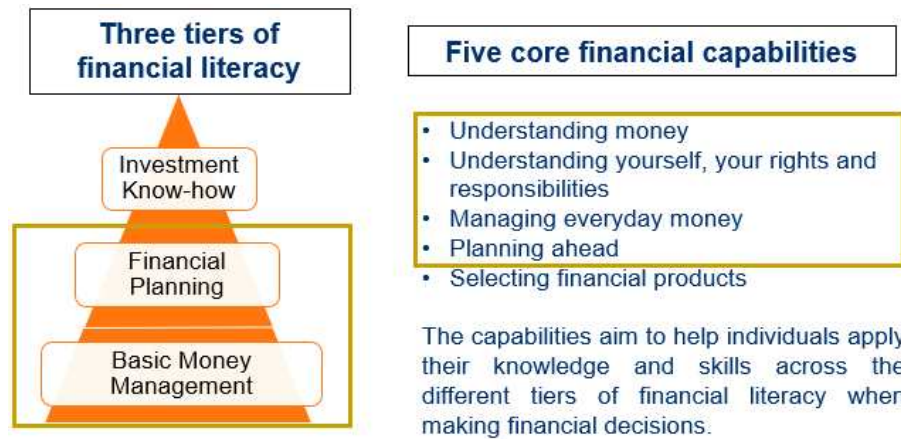 Three tiers of
financial literacy
Investment
Know-how
Financial
Planning
Basic Money
Management
Five core financial capabilities
• Understanding money
• Understanding yourself, your rights and
responsibilities
• Managing everyday money
• Planning ahead
• Selecting financial products
The capabilities aim to help individuals apply
their knowledge and skills across the
different tiers of financial literacy when
making financial decisions.